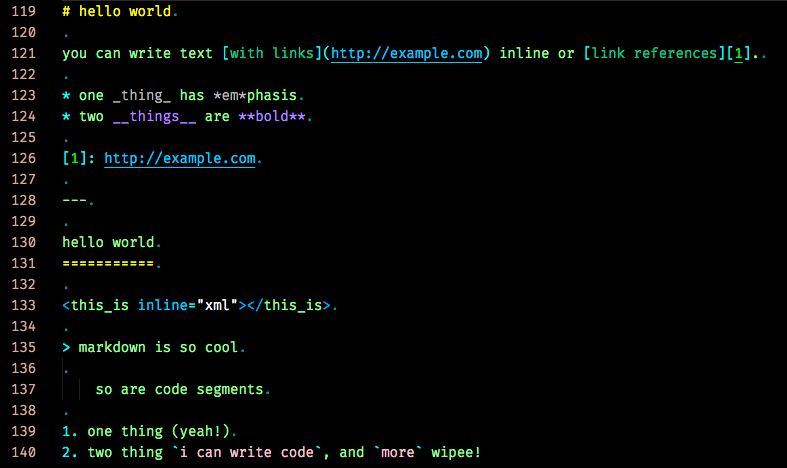 119 # hello world.
120 .
121 you can write text [with links](http://example.com) inline or [link references][1]..
122 .
123 * one _thing_ has *em*phasis.
124 * two __things__ are **bold**.
125 .
126 [1]: http://example.com.
127 .
128 ---.
129 .
130 hello world.
131 ===========.
132 .
133 <this_is inline="xml"></this_is>.
134 .
135 > markdown is so cool.
136 .
137     so are code segments.
138 .
139 1. one thing (yeah!).
140 2. two thing `i can write code`, and `more` wipee!